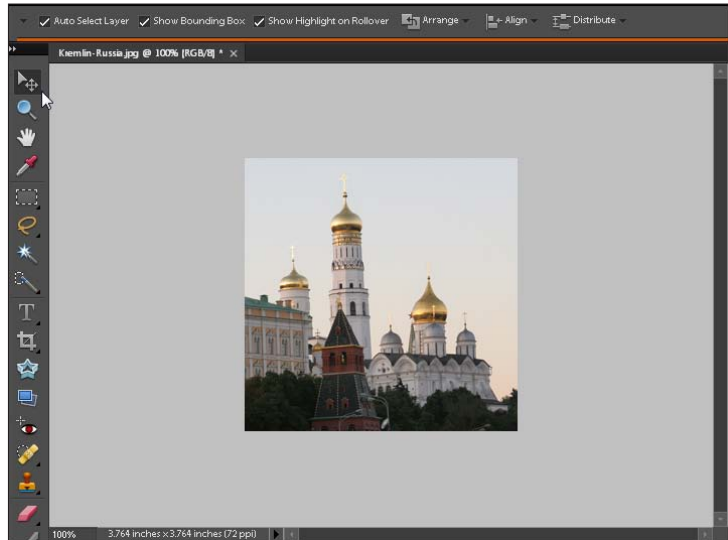 Auto Select Layer Show Bounding Box Show Highlight on Rollover Arrange Align Distribute
Kremlin-Russia.jpg @ 100% (RGB/8) * ×
T
100% 3.764 inches x 3.764 inches (72 ppi)